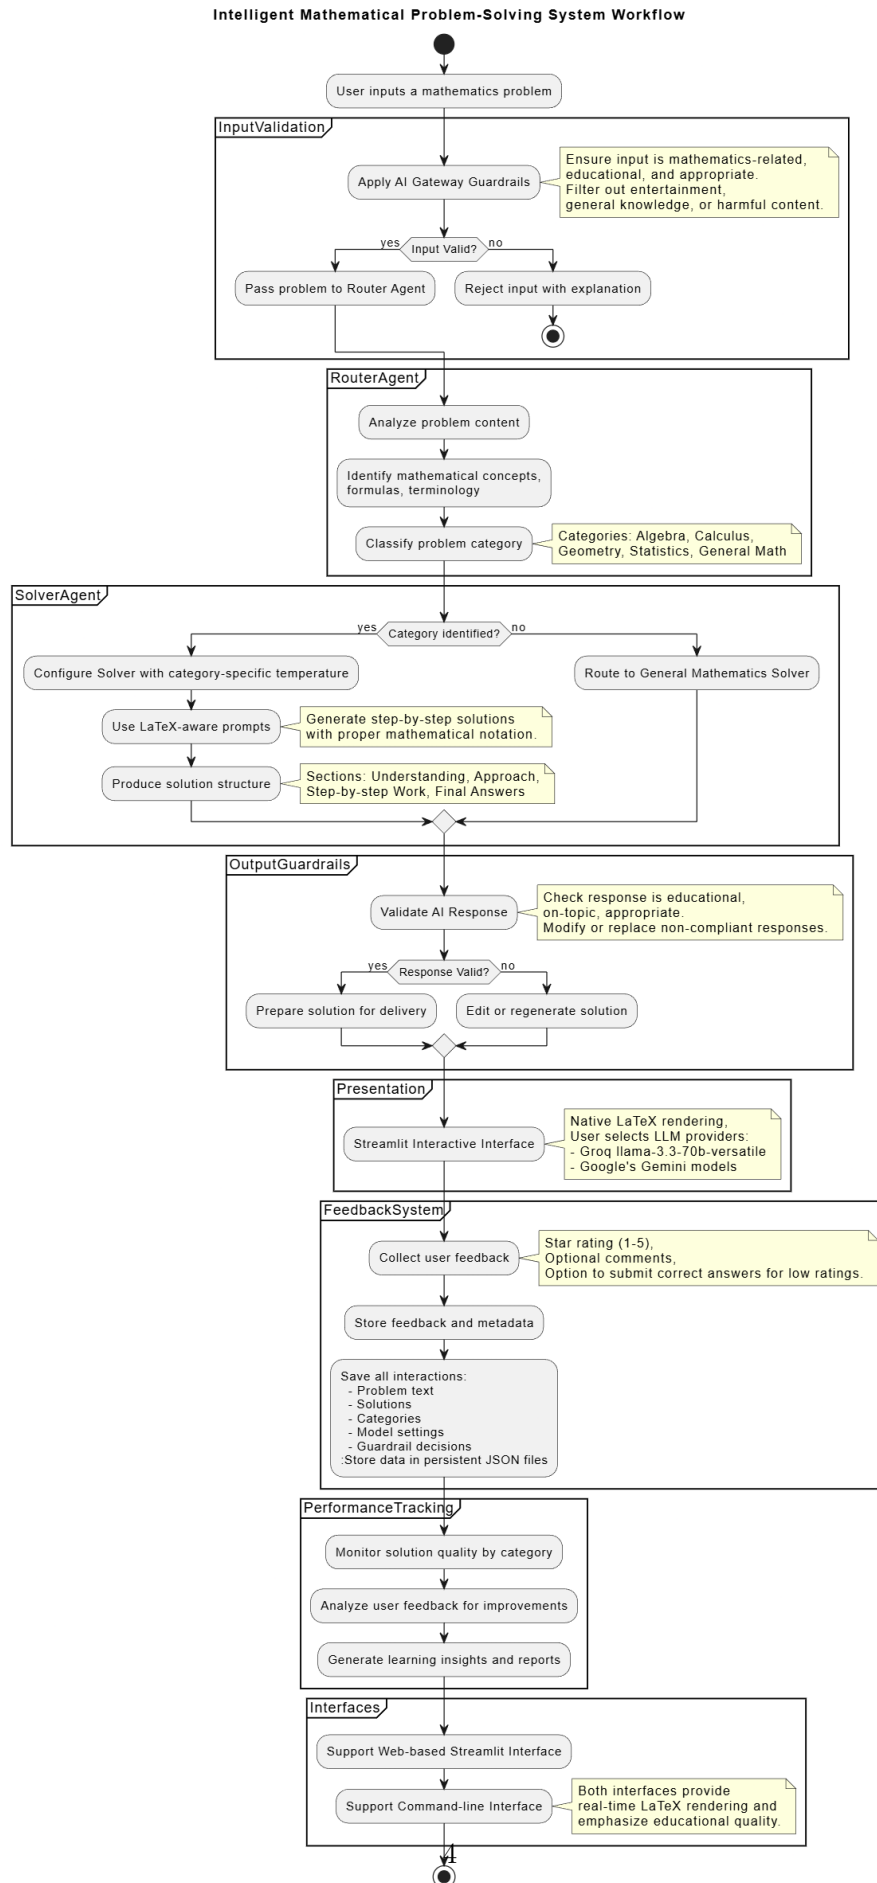 Intelligent Mathematical Problem-Solving System Workflow
User inputs a mathematics problem
InputValidation
Apply AI Gateway Guardrails
Ensure input is mathematics-related,
educational, and appropriate.
Filter out entertainment,
general knowledge, or harmful content.
Input Valid?
yes
no
Pass problem to Router Agent
Reject input with explanation
RouterAgent
Analyze problem content
Identify mathematical concepts,
formulas, terminology
Classify problem category
Categories: Algebra, Calculus,
Geometry, Statistics, General Math
SolverAgent
Category identified?
yes
no
Configure Solver with category-specific temperature
Route to General Mathematics Solver
Use LaTeX-aware prompts
Generate step-by-step solutions
with proper mathematical notation.
Produce solution structure
Sections: Understanding, Approach,
Step-by-step Work, Final Answers
OutputGuardrails
Validate AI Response
Check response is educational,
on-topic, appropriate.
Modify or replace non-compliant responses.
Response Valid?
yes
no
Prepare solution for delivery
Edit or regenerate solution
Presentation
Streamlit Interactive Interface
Native LaTeX rendering,
User selects LLM providers:
- Groq llama-3.3-70b-versatile
- Google's Gemini models
FeedbackSystem
Collect user feedback
Star rating (1-5),
Optional comments,
Option to submit correct answers for low ratings.
Store feedback and metadata
Save all interactions:
- Problem text
- Solutions
- Categories
- Model settings
- Guardrail decisions
:Store data in persistent JSON files
PerformanceTracking
Monitor solution quality by category
Analyze user feedback for improvements
Generate learning insights and reports
Interfaces
Support Web-based Streamlit Interface
Support Command-line Interface
Both interfaces provide
real-time LaTeX rendering and
emphasize educational quality.
4